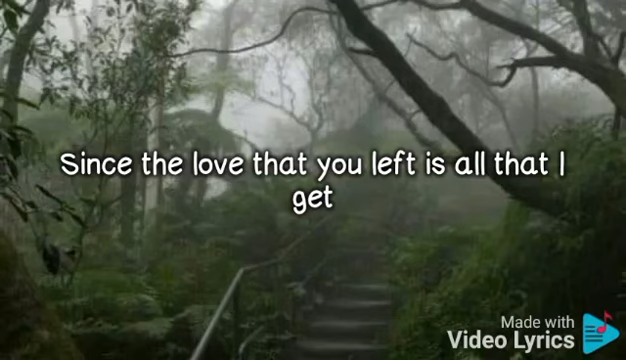 Since the love that you left is all that I
get
Made with
Video Lyrics